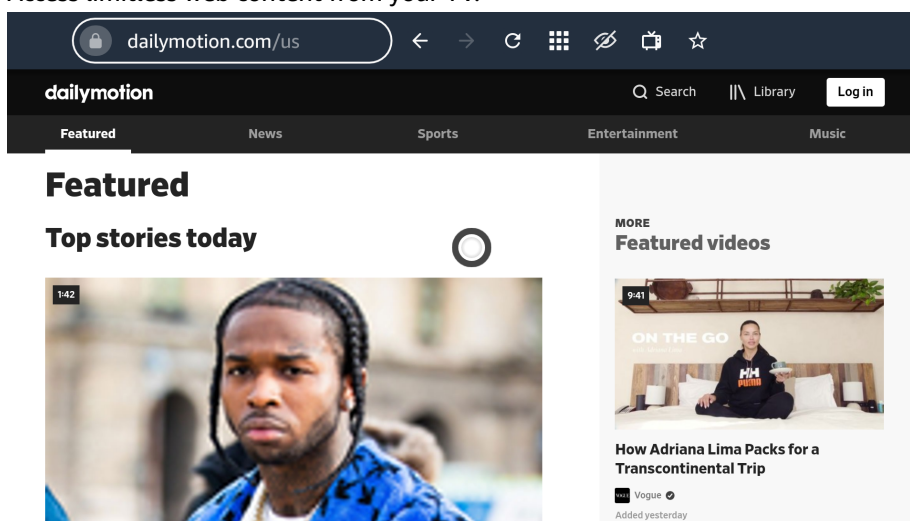 Access limitless web content from your TV.
dailymotion.com/us
dailymotion
Search
Library
Log in
Featured
News
Sports
Entertainment
Music
Featured
Top stories today
1:42
MORE
Featured videos
9:41
ON THE GO
HH
PUMA
How Adriana Lima Packs for a
Transcontinental Trip
VOGUE
Vogue
Added yesterday